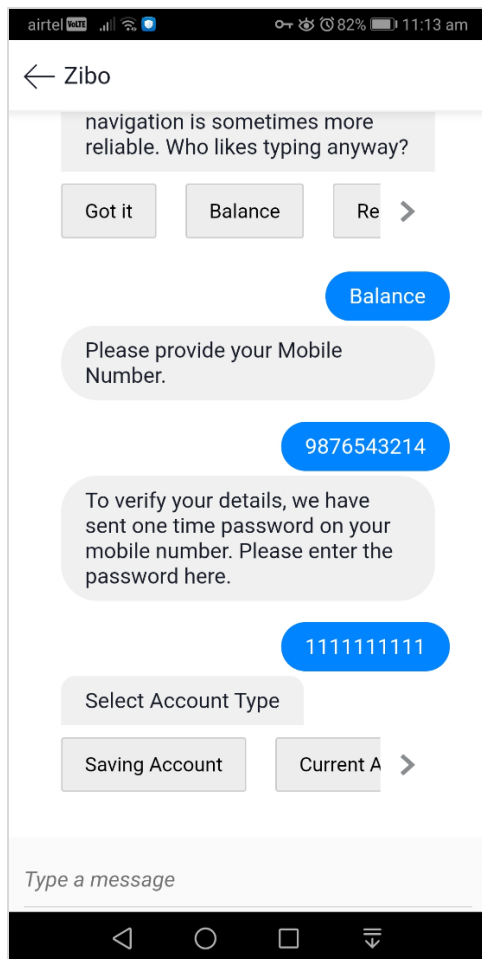 airtel VoLTE 82% 11:13 am
Zibo
navigation is sometimes more
reliable. Who likes typing anyway?
Got it Balance Re
Balance
Please provide your Mobile
Number.
9876543214
To verify your details, we have
sent one time password on your
mobile number. Please enter the
password here.
1111111111
Select Account Type
Saving Account Current A
Type a message